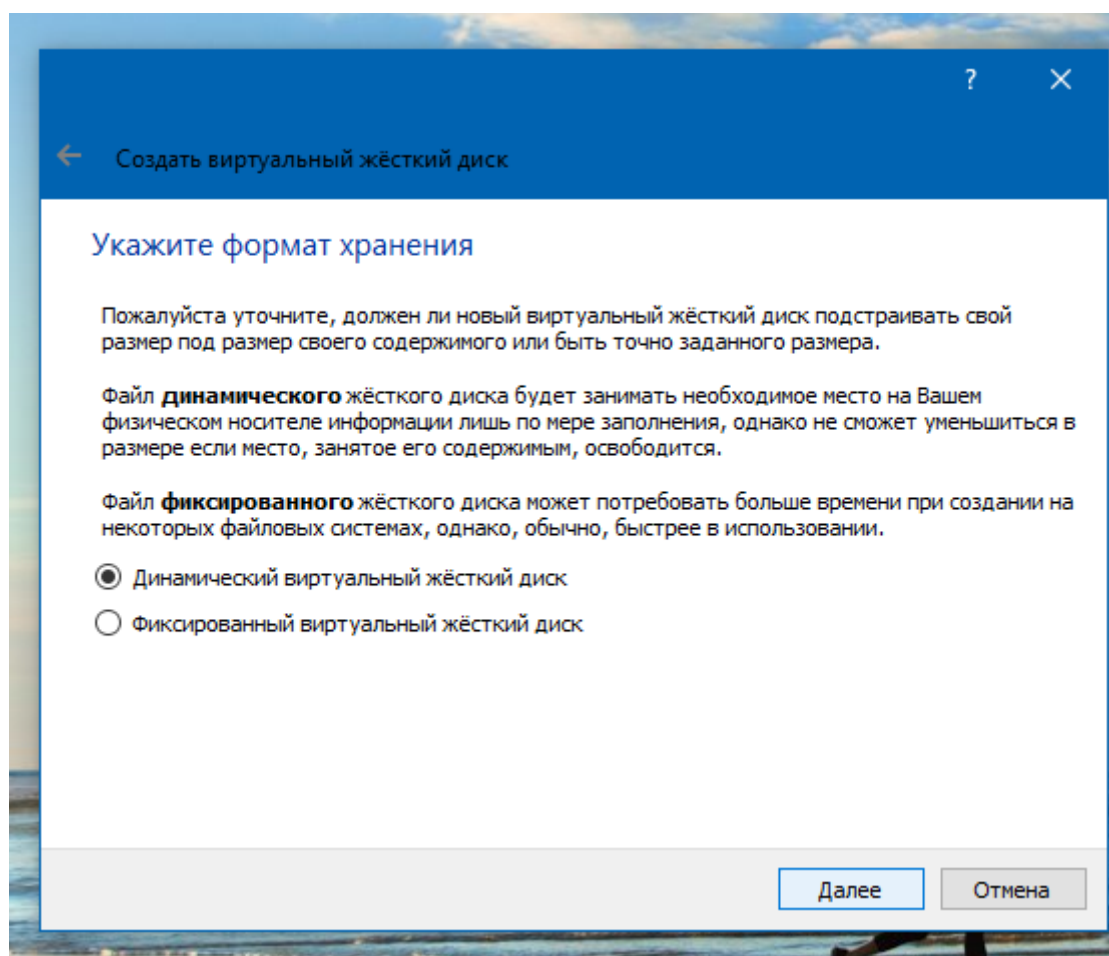 ?
Создать виртуальный жёсткий диск
Укажите формат хранения
Пожалуйста уточните, должен ли новый виртуальный жёсткий диск подстраивать свой
размер под размер своего содержимого или быть точно заданного размера.
Файл динамического жёсткого диска будет занимать необходимое место на Вашем
физическом носителе информации лишь по мере заполнения, однако не сможет уменьшиться в
размере если место, занятое его содержимым, освободится.
Файл фиксированного жёсткого диска может потребовать больше времени при создании на
некоторых файловых системах, однако, обычно, быстрее в использовании.
Динамический виртуальный жёсткий диск
Фиксированный виртуальный жёсткий диск
Далее
Отмена